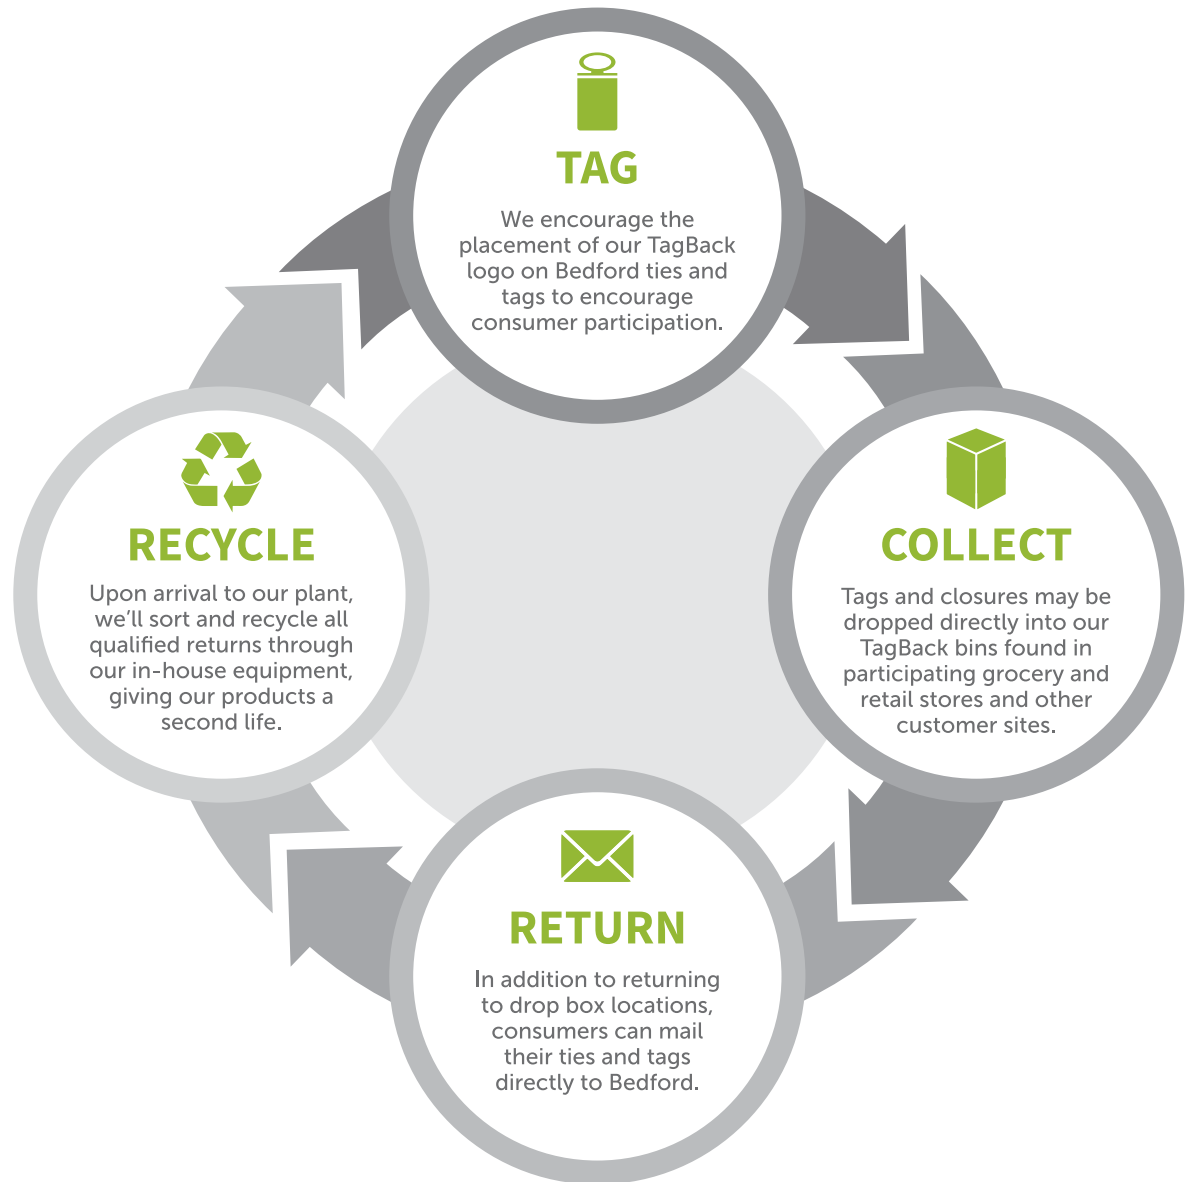 TAG
We encourage the
placement of our TagBack
logo on Bedford ties and
tags to encourage
consumer participation.
COLLECT
Tags and closures may be
dropped directly into our
TagBack bins found in
participating grocery and
retail stores and other
customer sites.
RETURN
In addition to returning
to drop box locations,
consumers can mail
their ties and tags
directly to Bedford.
RECYCLE
Upon arrival to our plant,
we’ll sort and recycle all
qualified returns through
our in-house equipment,
giving our products a
second life.